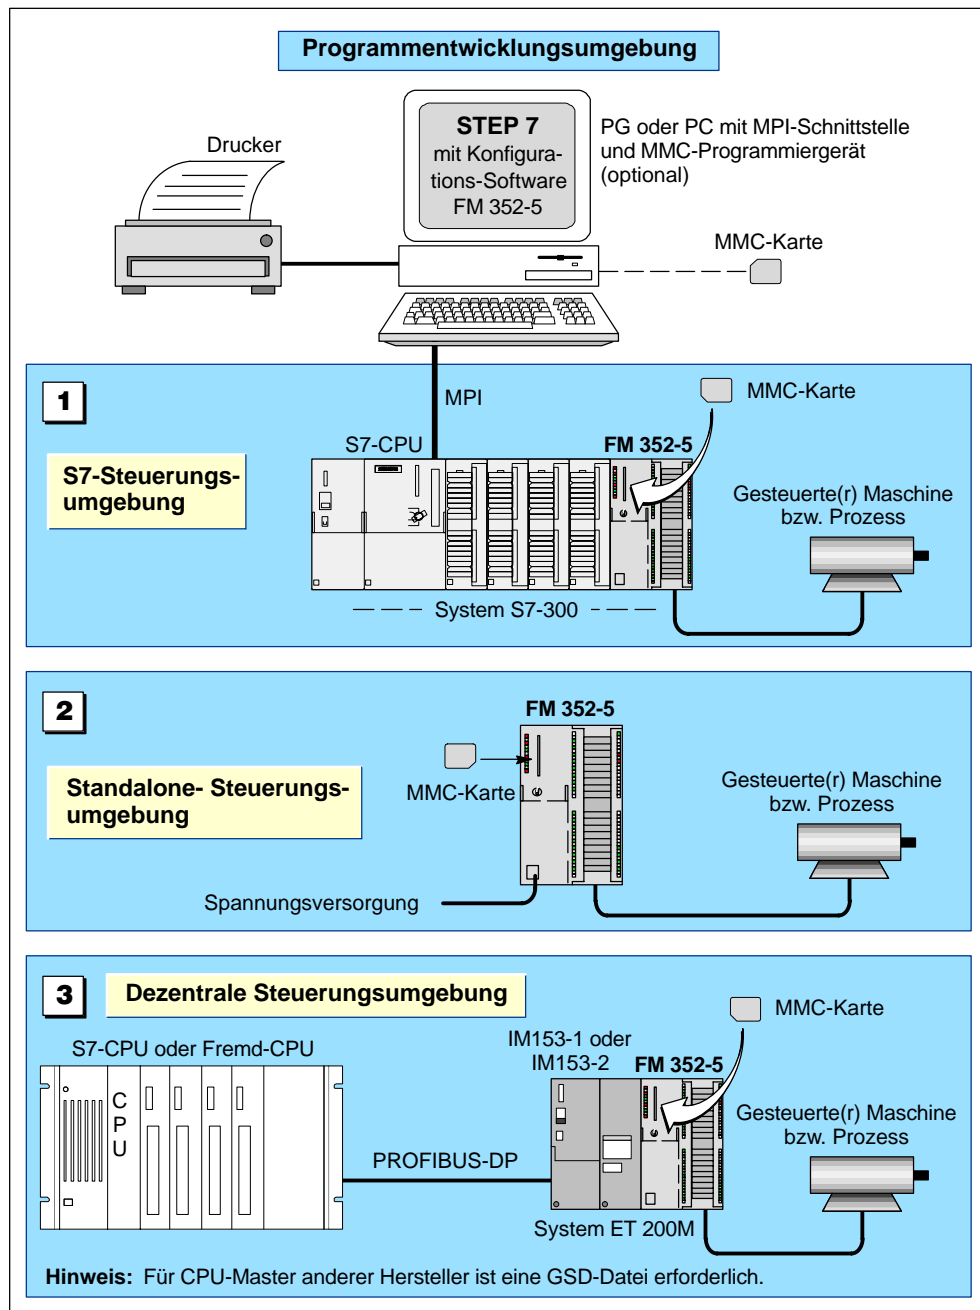 Programmentwicklungsumgebung
Drucker
STEP 7
mit Konfigura-
tions-Software
FM 352-5
PG oder PC mit MPI-Schnittstelle
und MMC-Programmiergerät
(optional)
MMC-Karte
1
MPI
MMC-Karte
S7-CPU
FM 352-5
S7-Steuerungs-
umgebung
Gesteuerte(r) Maschine
bzw. Prozess
System S7-300
2
FM 352-5
Standalone- Steuerungs-
umgebung
MMC-Karte
Gesteuerte(r) Maschine
bzw. Prozess
Spannungsversorgung
3
Dezentrale Steuerungsumgebung
MMC-Karte
S7-CPU oder Fremd-CPU
IM153-1 oder
IM153-2
FM 352-5
C
P
U
Gesteuerte(r) Maschine
bzw. Prozess
PROFIBUS-DP
System ET 200M
Hinweis: Für CPU-Master anderer Hersteller ist eine GSD-Datei erforderlich.